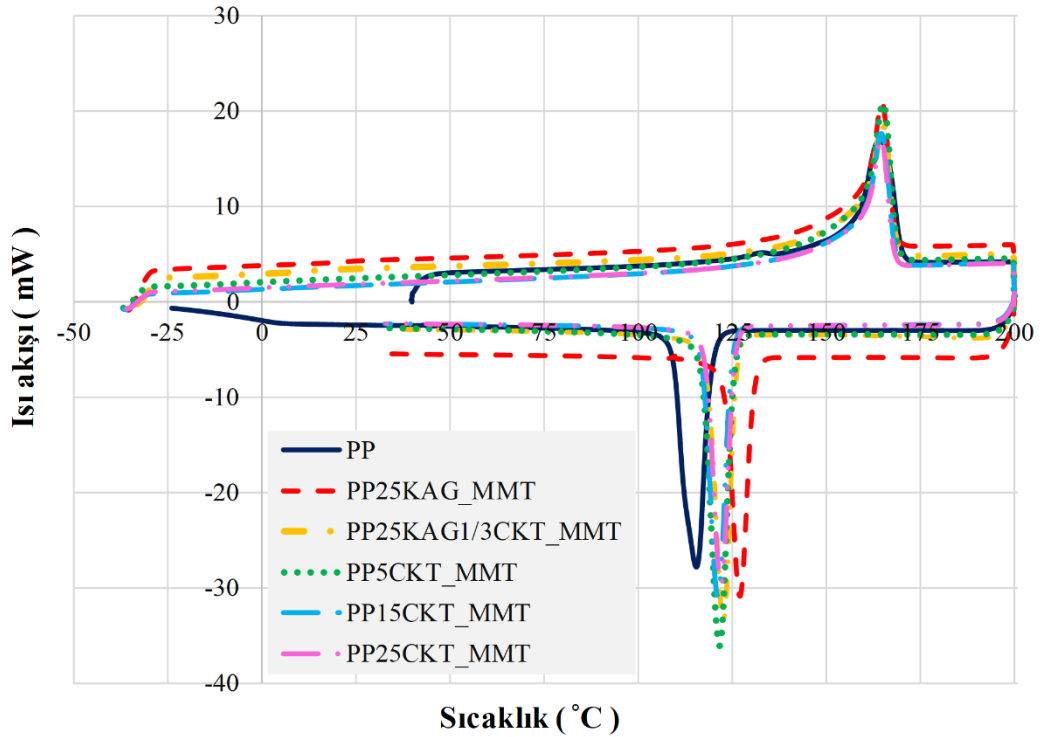 30
20
10
0
-10
-20
-30
-40
-50 -25 0 25 50 75 100 125 150 175 200
Isı akışı ( mW)
PP
PP25KAG_MMT
PP25KAG1/3CKT_MMT
PP5CKT_MMT
PP15CKT_MMT
PP25CKT_MMT
Sıcaklık ( ˚C )